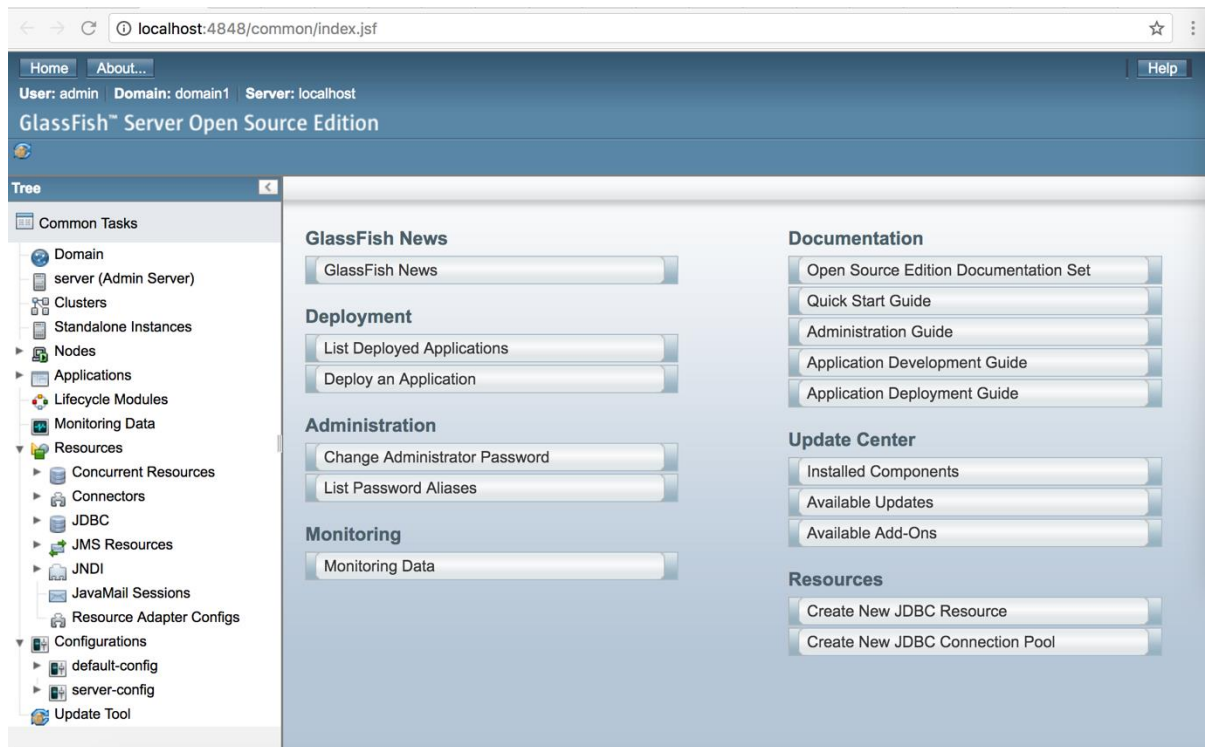 localhost:4848/common/index.jsf
Home About... Help
User: admin Domain: domain1 Server: localhost
GlassFish™ Server Open Source Edition
Tree
Common Tasks
Domain
server (Admin Server)
Clusters
Standalone Instances
Nodes
Applications
Lifecycle Modules
Monitoring Data
Resources
Concurrent Resources
Connectors
JDBC
JMS Resources
JNDI
JavaMail Sessions
Resource Adapter Configs
Configurations
default-config
server-config
Update Tool
GlassFish News
GlassFish News
Deployment
List Deployed Applications
Deploy an Application
Administration
Change Administrator Password
List Password Aliases
Monitoring
Monitoring Data
Documentation
Open Source Edition Documentation Set
Quick Start Guide
Administration Guide
Application Development Guide
Application Deployment Guide
Update Center
Installed Components
Available Updates
Available Add-Ons
Resources
Create New JDBC Resource
Create New JDBC Connection Pool